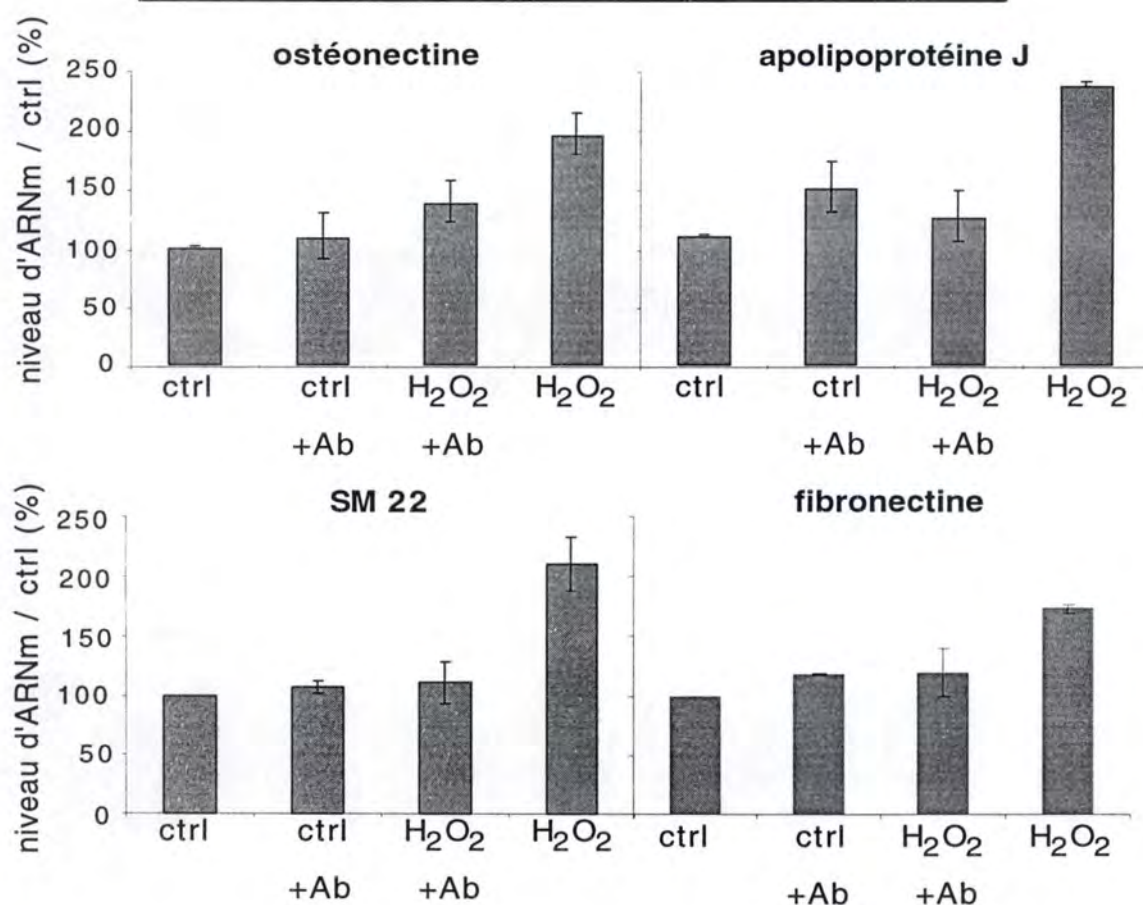 ostéonectine apolipoprotéine J
niveau d'ARNm / ctrl (%)
250
200
150
100
50
0
ctrl ctrl H₂O₂ H₂O₂ ctrl ctrl H₂O₂ H₂O₂
+Ab +Ab +Ab +Ab
SM 22 fibronectine
niveau d'ARNm / ctrl (%)
250
200
150
100
50
0
ctrl ctrl H₂O₂ H₂O₂ ctrl ctrl H₂O₂ H₂O₂
+Ab +Ab +Ab +Ab